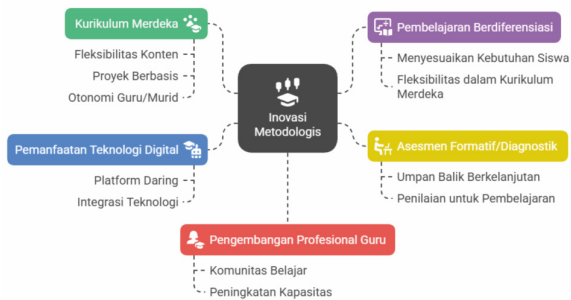 Kurikulum Merdeka
Fleksibilitas Konten
Proyek Berbasis
Otonomi Guru/Murid
Pemanfaatan Teknologi Digital
Platform Daring
Integrasi Teknologi
Inovasi
Metodologis
Pembelajaran Berdiferensiasi
Menyesuaikan Kebutuhan Siswa
Fleksibilitas dalam Kurikulum
Merdeka
Asesmen Formatif/Diagnostik
Umpan Balik Berkelanjutan
Penilaian untuk Pembelajaran
Pengembangan Profesional Guru
Komunitas Belajar
Peningkatan Kapasitas